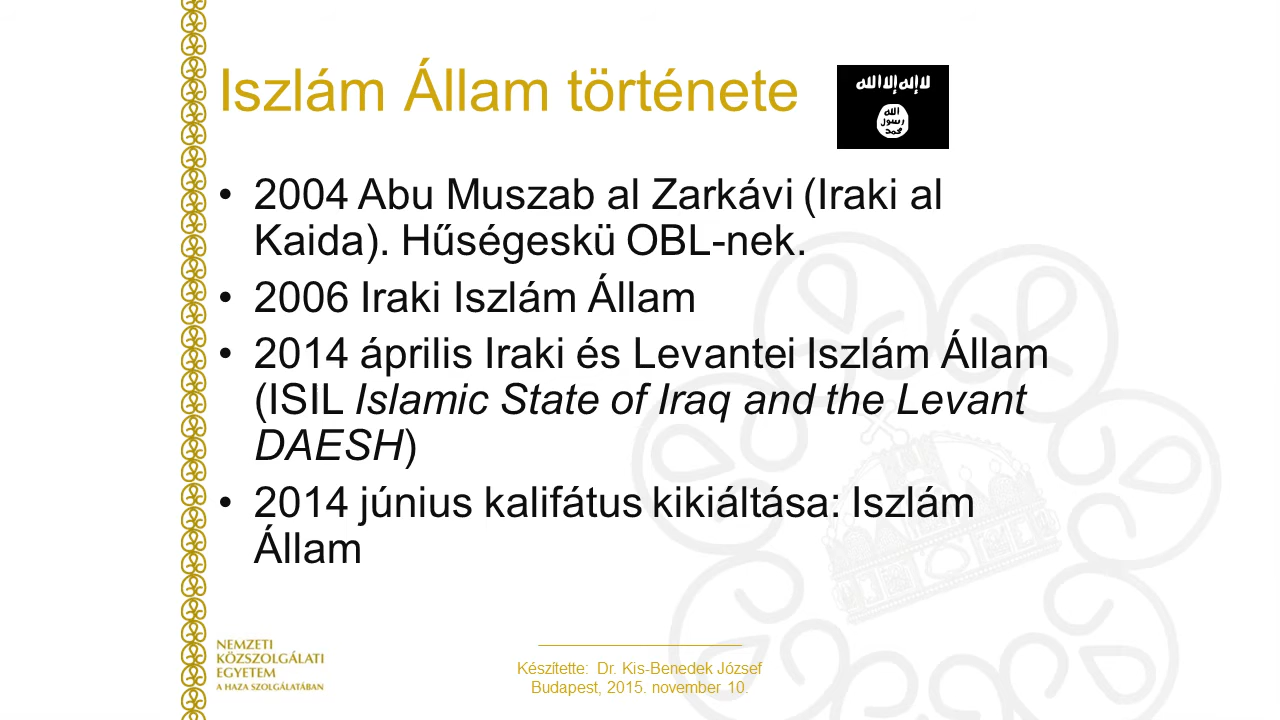 Iszlám Állam története
لا إله إلا الله
الله
رسول
محمد
• 2004 Abu Muszab al Zarkávi (Iraki al
Kaida). Hűségeskü OBL-nek.
• 2006 Iraki Iszlám Állam
• 2014 április Iraki és Levantei Iszlám Állam
(ISIL Islamic State of Iraq and the Levant
DAESH)
• 2014 június kalifátus kikiáltása: Iszlám
Állam
NEMZETI
KÖZSZOLGÁLATI
EGYETEM
A HAZA SZOLGÁLATÁBAN
Készítette: Dr. Kis-Benedek József
Budapest, 2015. november 10.